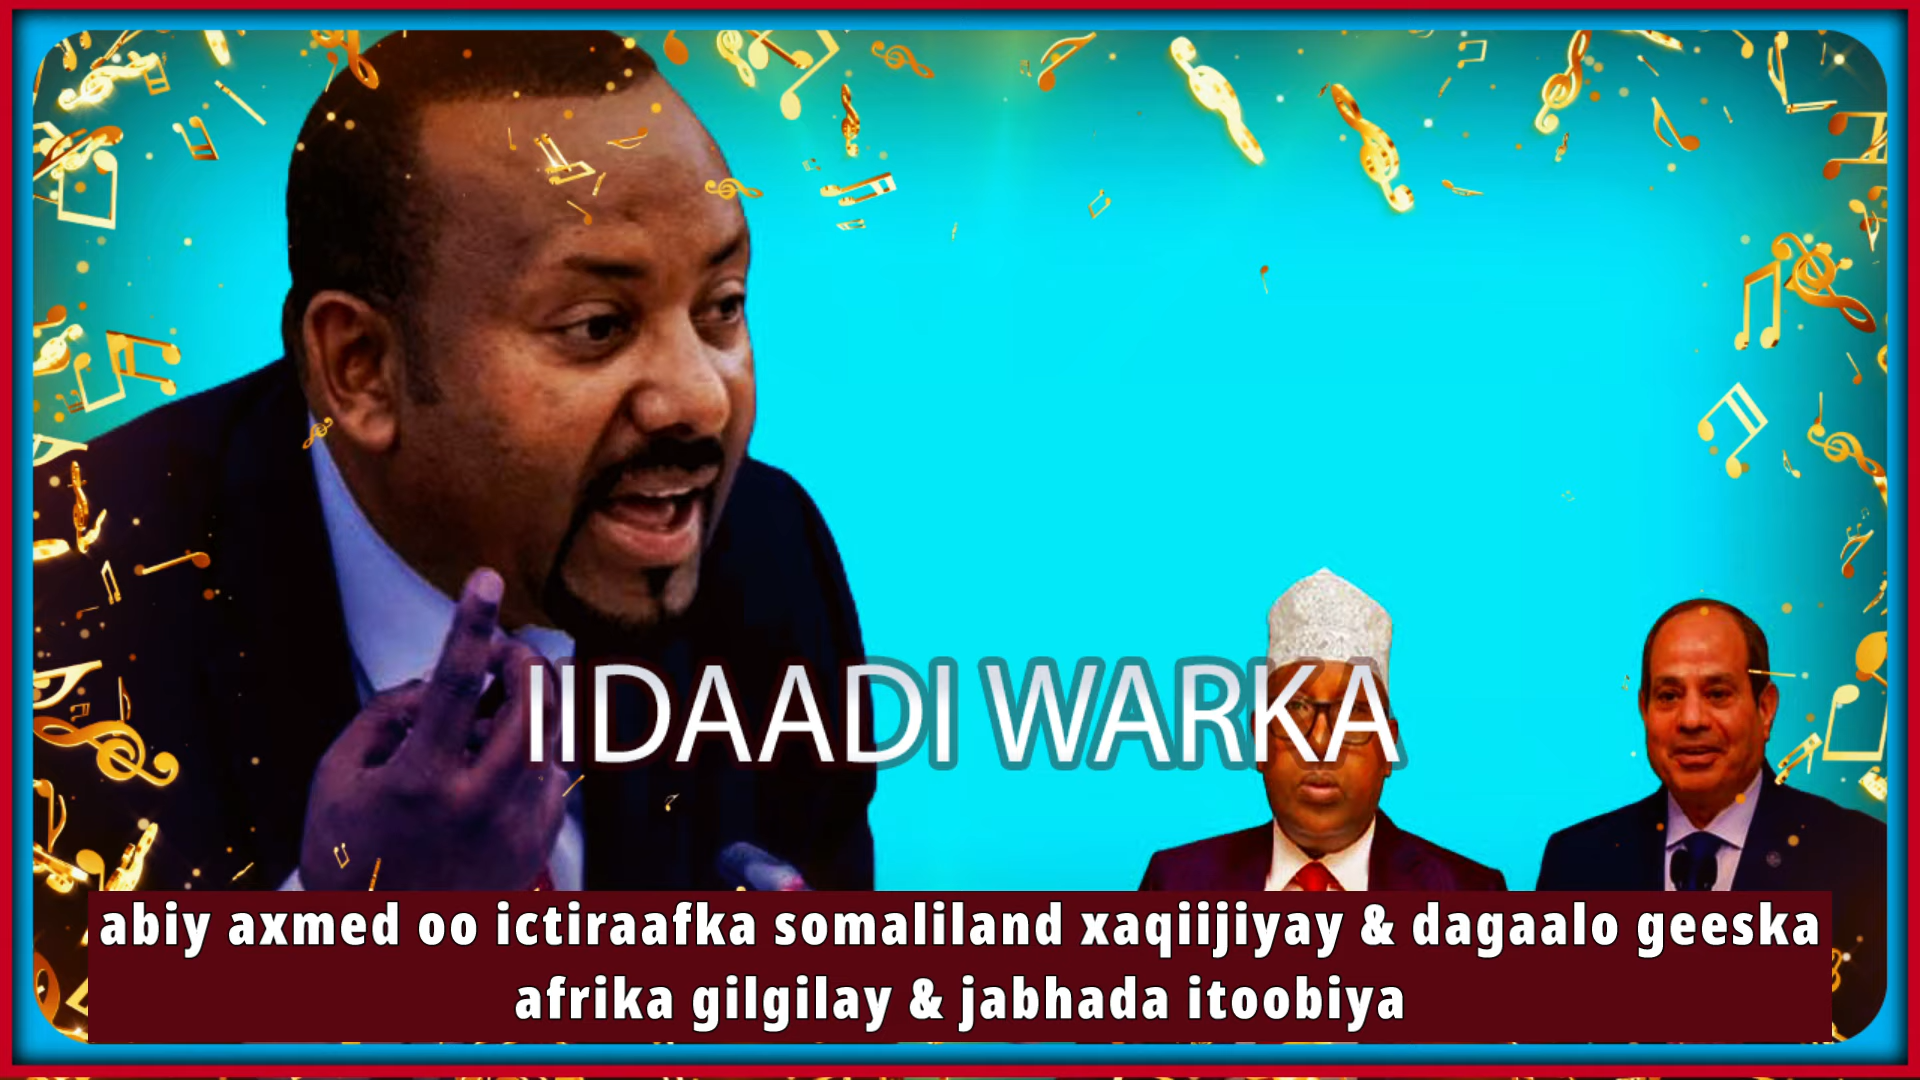 IIDAADI WARKA
abiy axmed oo ictiraafka somaliland xaqiijiyay & dagaalo geeska
afrika gilgilay & jabhada itoobiya